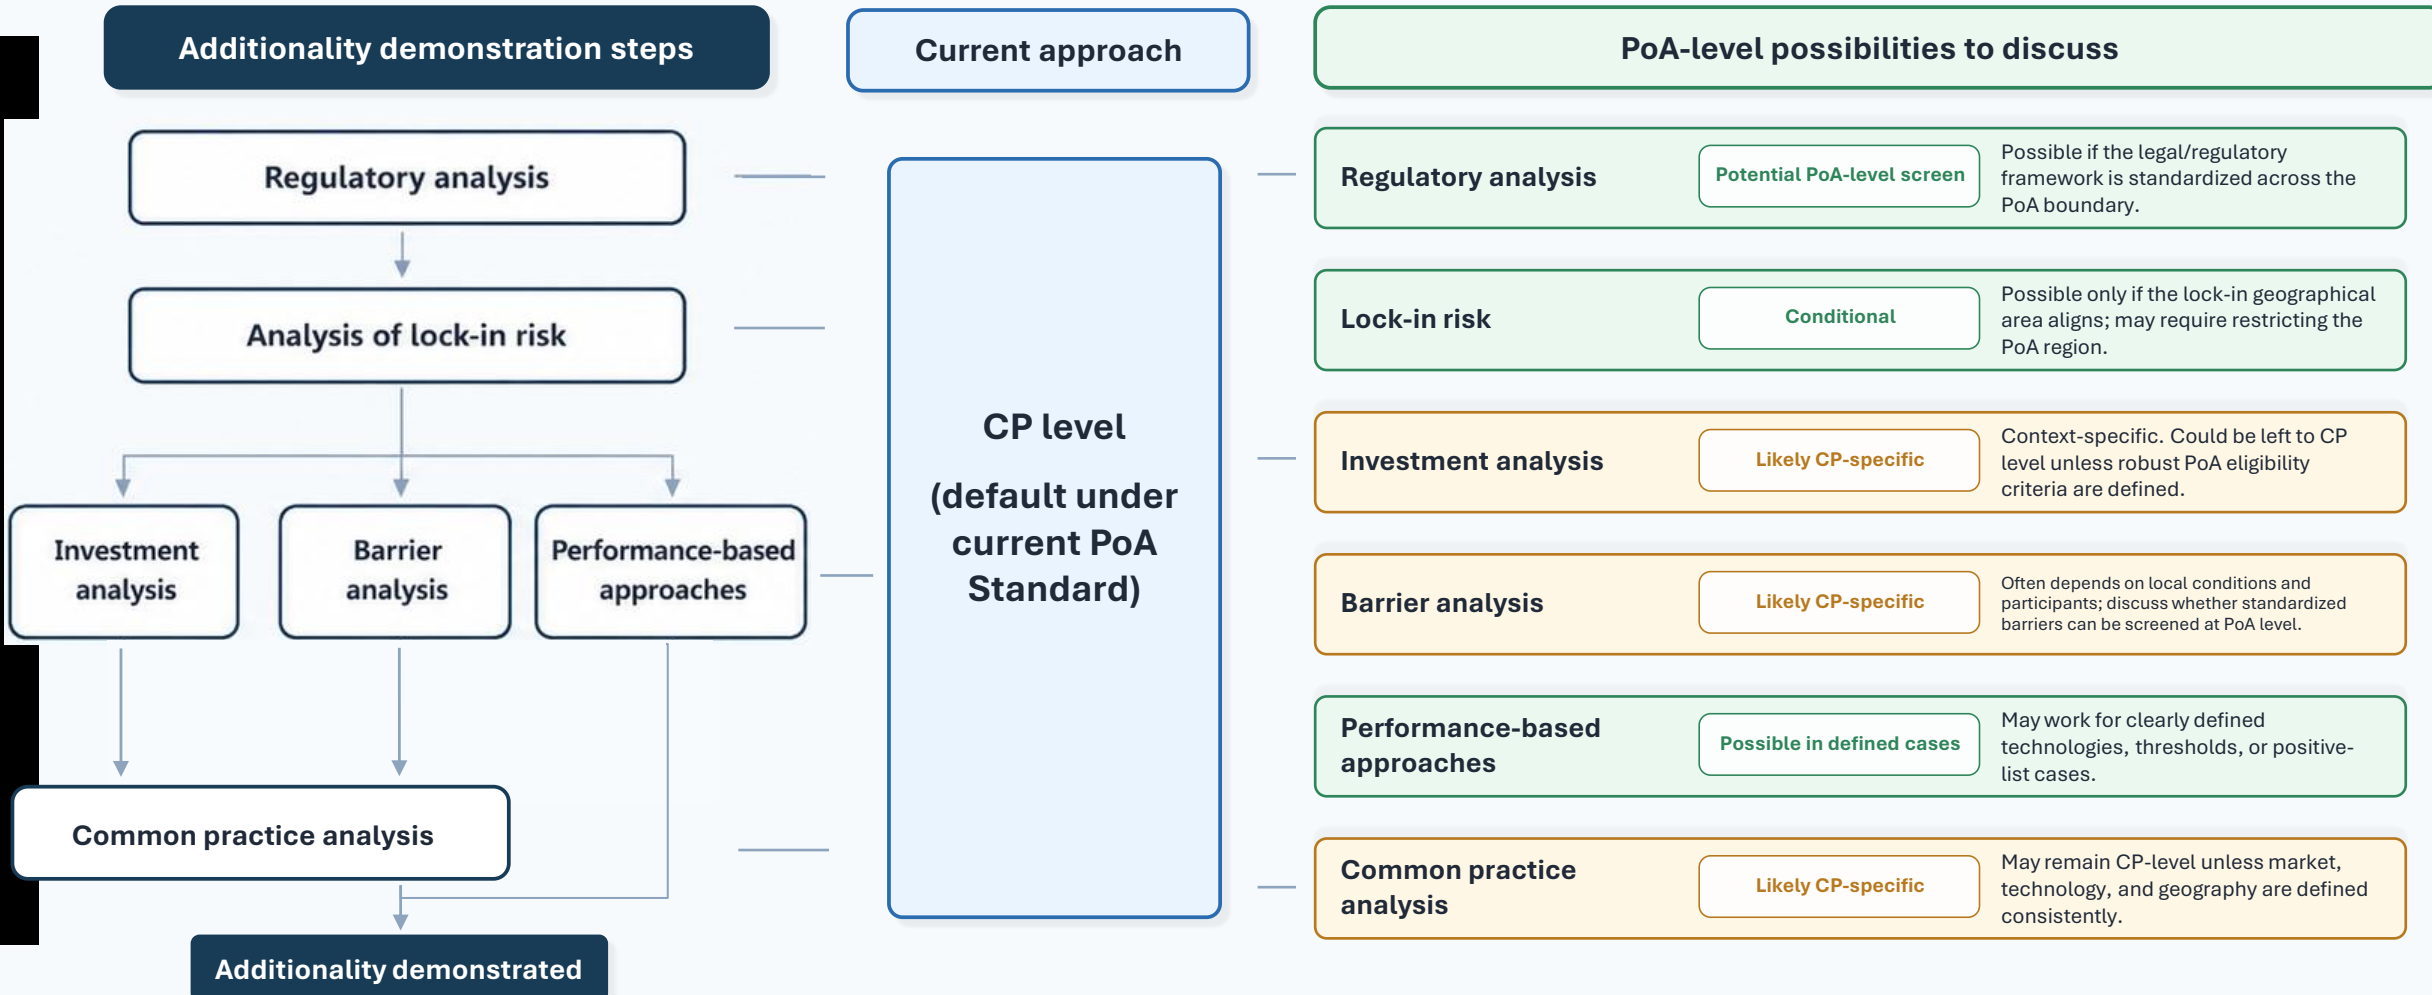 Additionality demonstration steps
Current approach
PoA-level possibilities to discuss
Regulatory analysis
Analysis of lock-in risk
Investment
analysis
Barrier
analysis
Performance-based
approaches
Common practice analysis
Additionality demonstrated
CP level
(default under
current PoA
Standard)
Regulatory analysis
Potential PoA-level screen
Possible if the legal/regulatory
framework is standardized across the
PoA boundary.
Lock-in risk
Conditional
Possible only if the lock-in geographical
area aligns; may require restricting the
PoA region.
Investment analysis
Likely CP-specific
Context-specific. Could be left to CP
level unless robust PoA eligibility
criteria are defined.
Barrier analysis
Likely CP-specific
Often depends on local conditions and
participants; discuss whether standardized
barriers can be screened at PoA level.
Performance-based
approaches
Possible in defined cases
May work for clearly defined
technologies, thresholds, or positive-
list cases.
Common practice
analysis
Likely CP-specific
May remain CP-level unless market,
technology, and geography are defined
consistently.